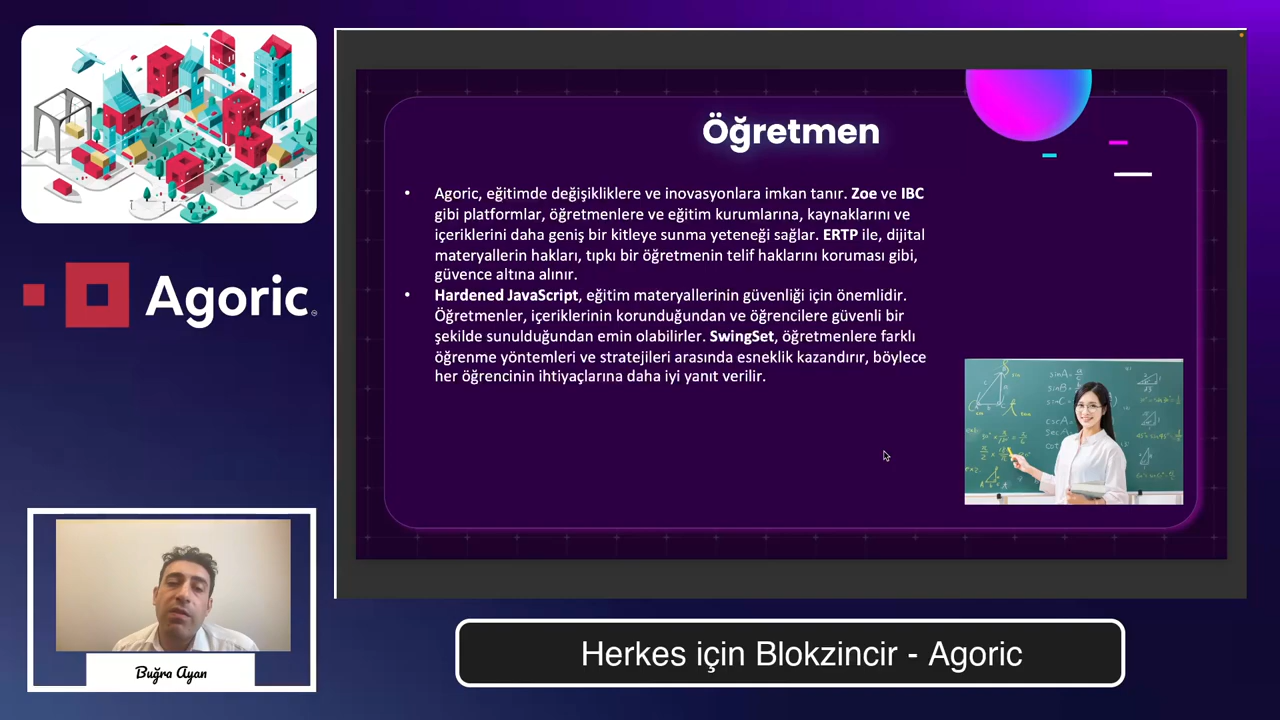 Öğretmen
• Agoric, eğitimde değişikliklere ve inovasyonlara imkan tanır. Zoe ve IBC
gibi platformlar, öğretmenlere ve eğitim kurumlarına, kaynaklarını ve
içeriklerini daha geniş bir kitleye sunma yeteneği sağlar. ERTP ile, dijital
materyallerin hakları, tıpkı bir öğretmenin telif haklarını koruması gibi,
güvence altına alınır.
• Hardened JavaScript, eğitim materyallerinin güvenliği için önemlidir.
Öğretmenler, içeriklerinin korunduğundan ve öğrencilere güvenli bir
şekilde sunulduğundan emin olabilirler. SwingSet, öğretmenlere farklı
öğrenme yöntemleri ve stratejileri arasında esneklik kazandırır, böylece
her öğrencinin ihtiyaçlarına daha iyi yanıt verilir.
Agoric
Buğra Ayan
Herkes için Blokzincir - Agoric